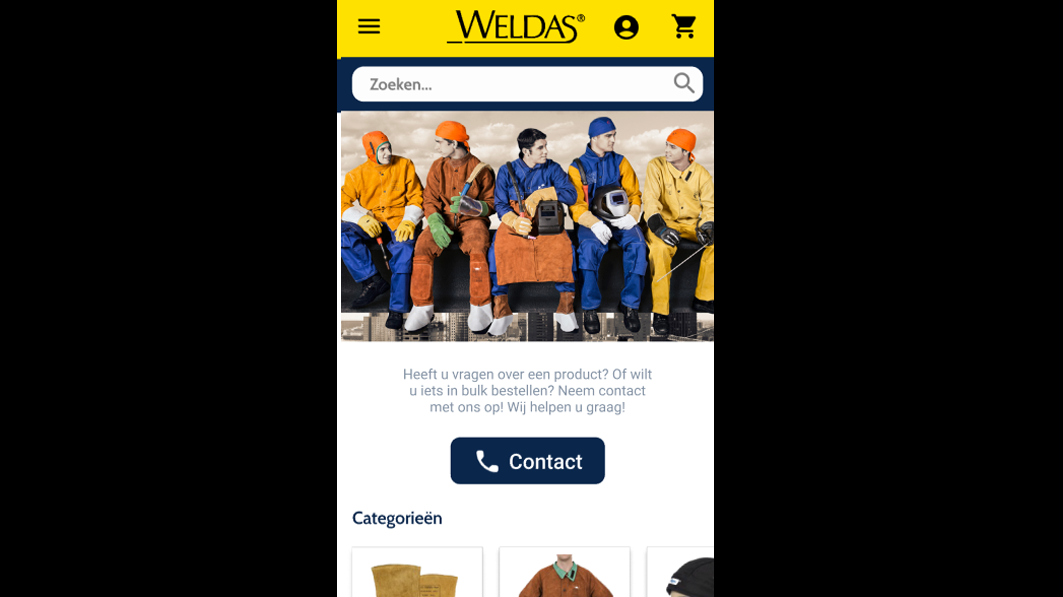 WELDAS®
Zoeken...
Heeft u vragen over een product? Of wilt
u iets in bulk bestellen? Neem contact
met ons op! Wij helpen u graag!
Contact
Categorieën